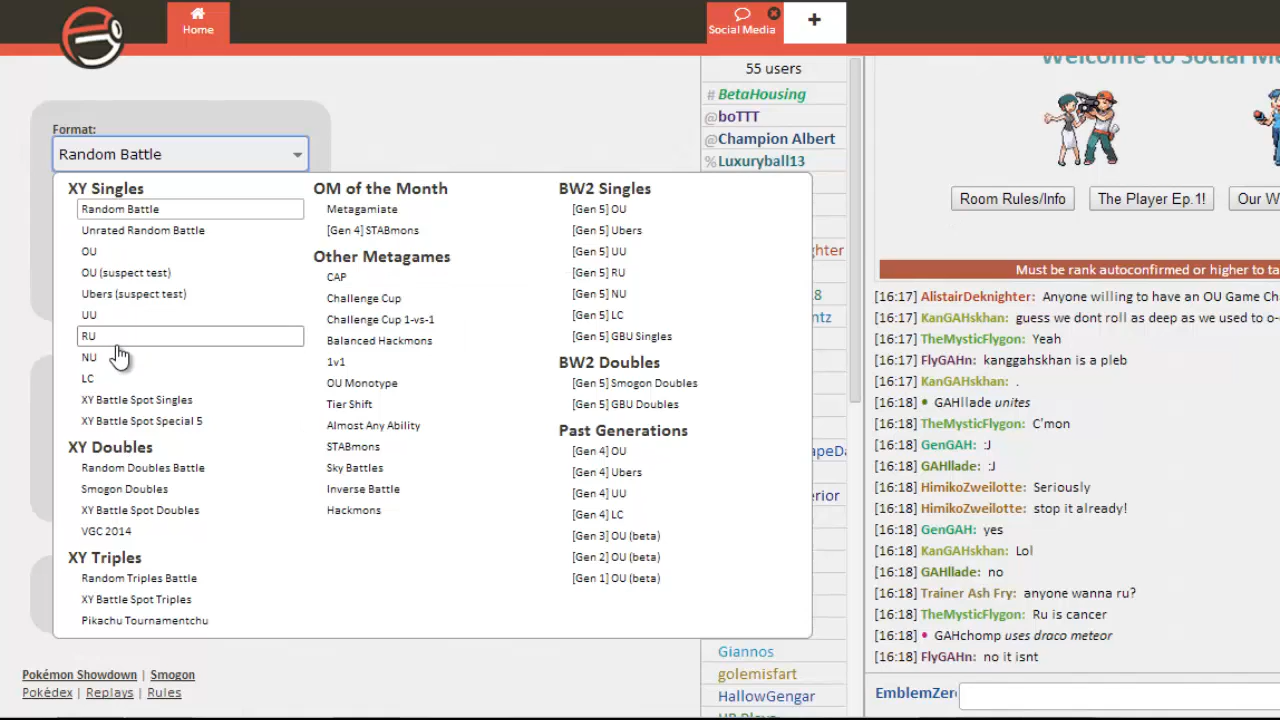 Home
Social Media
Format:
Random Battle
XY Singles
Random Battle
Unrated Random Battle
OU
OU (suspect test)
Ubers (suspect test)
UU
RU
NU
LC
XY Battle Spot Singles
XY Battle Spot Special 5
XY Doubles
Random Doubles Battle
Smogon Doubles
XY Battle Spot Doubles
VGC 2014
XY Triples
Random Triples Battle
XY Battle Spot Triples
Pikachu Tournamentchu
OM of the Month
Metagamiate
[Gen 4] STABmons
Other Metagames
CAP
Challenge Cup
Challenge Cup 1-vs-1
Balanced Hackmons
1v1
OU Monotype
Tier Shift
Almost Any Ability
STABmons
Sky Battles
Inverse Battle
Hackmons
BW2 Singles
[Gen 5] OU
[Gen 5] Ubers
[Gen 5] UU
[Gen 5] RU
[Gen 5] NU
[Gen 5] LC
[Gen 5] GBU Singles
BW2 Doubles
[Gen 5] Smogon Doubles
[Gen 5] GBU Doubles
Past Generations
[Gen 4] OU
[Gen 4] Ubers
[Gen 4] UU
[Gen 4] LC
[Gen 3] OU (beta)
[Gen 2] OU (beta)
[Gen 1] OU (beta)
Pokémon Showdown | Smogon
Pokédex | Replays | Rules
55 users
# BetaHousing
@boTTT
@Champion Albert
%Luxuryball13
Giannos
golemisfart
HallowGengar
Welcome to Social
Room Rules/Info
The Player Ep.1!
Our
Must be rank autoconfirmed or higher to
[16:17] AlistairDeknighter: Anyone willing to have an OU Game
[16:17] KanGAHskhan: guess we dont roll as deep as we used to
[16:17] TheMysticFlygon: Yeah
[16:17] FlyGAHn: kanggahskhan is a pleb
[16:17] KanGAHskhan: .
[16:18] • GAHllade unites
[16:18] TheMysticFlygon: C'mon
[16:18] GenGAH: :J
[16:18] GAHllade: :J
[16:18] HimikoZweilotte: Seriously
[16:18] HimikoZweilotte: stop it already!
[16:18] GenGAH: yes
[16:18] KanGAHskhan: Lol
[16:18] GAHllade: no
[16:18] Trainer Ash Fry: anyone wanna ru?
[16:18] TheMysticFlygon: Ru is cancer
[16:18] • GAHchomp uses draco meteor
[16:18] FlyGAHn: no it isnt